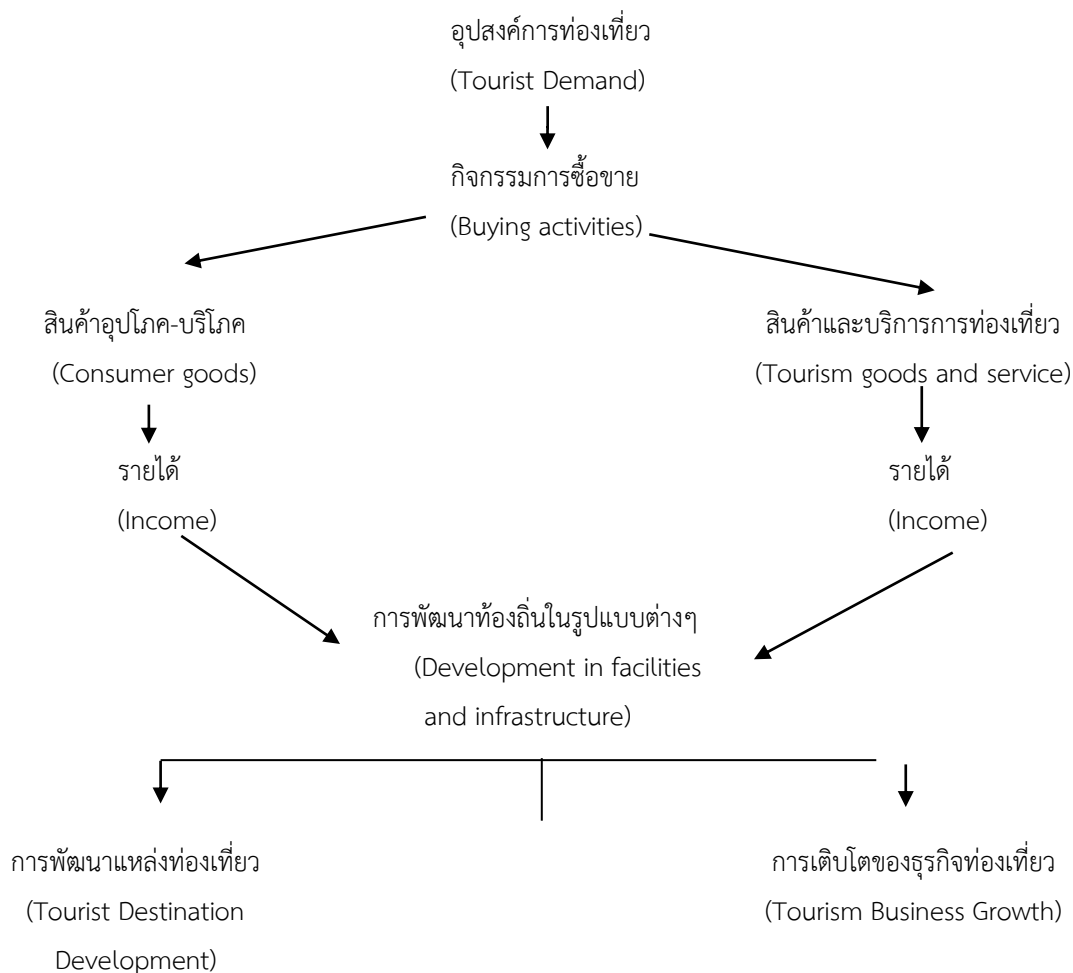 อุปสงค์การท่องเที่ยว
(Tourist Demand)
กิจกรรมการซื้อขาย
(Buying activities)
สินค้าอุปโภค-บริโภค
(Consumer goods)
สินค้าและบริการการท่องเที่ยว
(Tourism goods and service)
รายได้
(Income)
รายได้
(Income)
การพัฒนาท้องถิ่นในรูปแบบต่างๆ
(Development in facilities
and infrastructure)
การพัฒนาแหล่งท่องเที่ยว
(Tourist Destination
Development)
การเติบโตของธุรกิจท่องเที่ยว
(Tourism Business Growth)